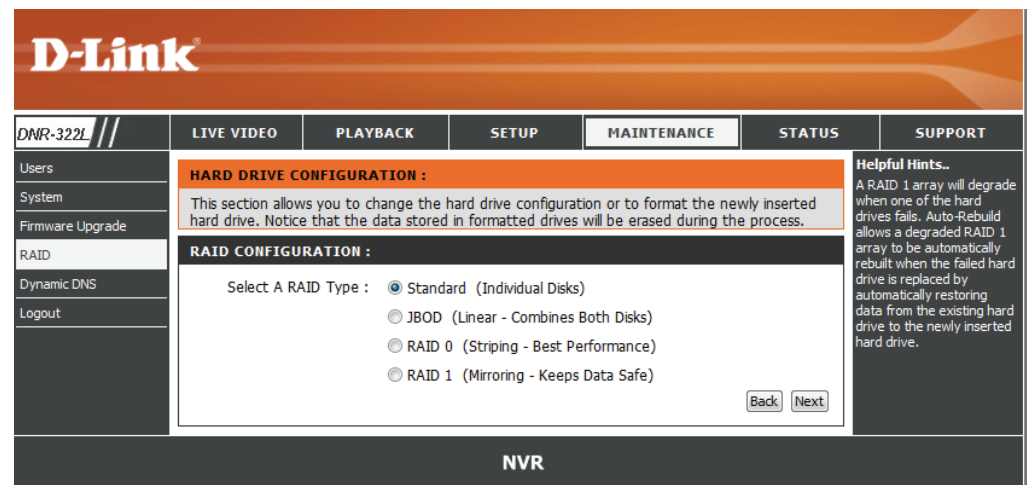 D-Link®
DNR-322L
LIVE VIDEO
PLAYBACK
SETUP
MAINTENANCE
STATUS
SUPPORT
Users
System
Firmware Upgrade
RAID
Dynamic DNS
Logout
HARD DRIVE CONFIGURATION :
This section allows you to change the hard drive configuration or to format the newly inserted
hard drive. Notice that the data stored in formatted drives will be erased during the process.
RAID CONFIGURATION :
Select A RAID Type :
Standard (Individual Disks)
JBOD (Linear - Combines Both Disks)
RAID 0 (Striping - Best Performance)
RAID 1 (Mirroring - Keeps Data Safe)
Back
Next
Helpful Hints..
A RAID 1 array will degrade
when one of the hard
drives fails. Auto-Rebuild
allows a degraded RAID 1
array to be automatically
rebuilt when the failed hard
drive is replaced by
automatically restoring
data from the existing hard
drive to the newly inserted
hard drive.
NVR